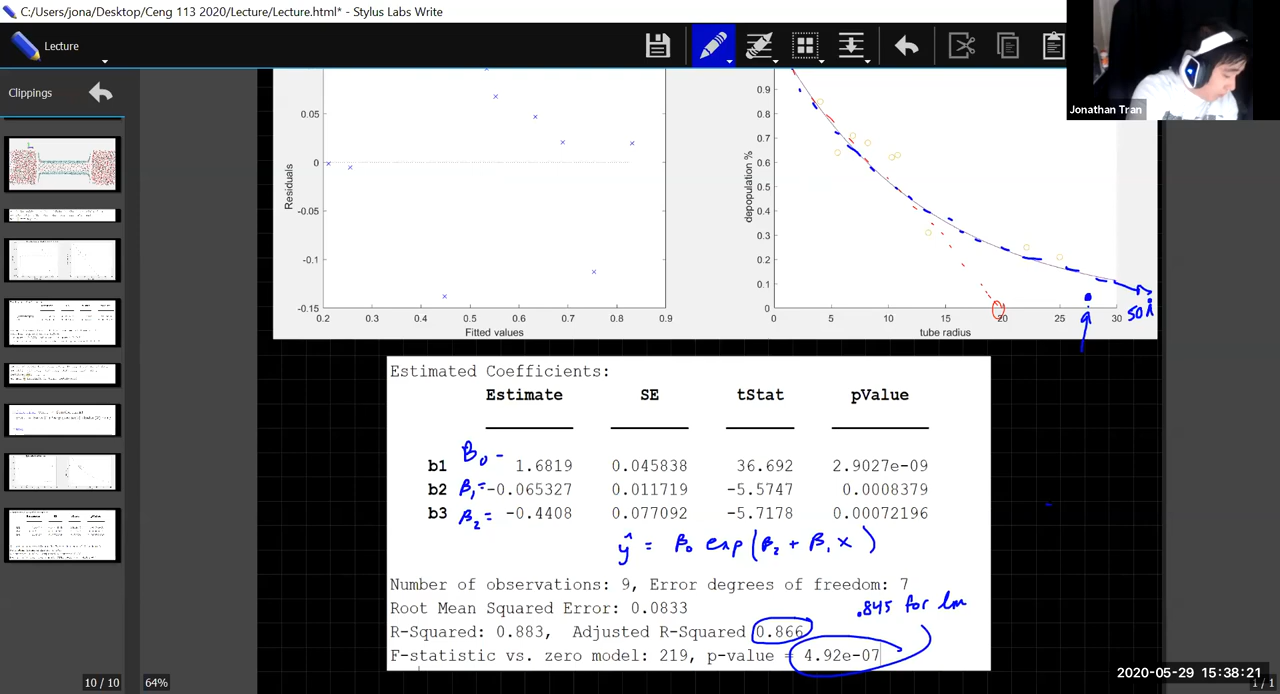 C:/Users/jona/Desktop/Ceng 113 2020/Lecture/Lecture.html* - Stylus Labs Write
Lecture
Clippings
Jonathan Tran
0.05
0
-0.05
-0.1
-0.15
Residuals
0.2 0.3 0.4 0.5 0.6 0.7 0.8 0.9
Fitted values
0.9
0.8
0.7
0.6
0.5
0.4
0.3
0.2
0.1
0
depopulation %
0 5 10 15 20 25 30
tube radius
50 Å
Estimated Coefficients:
Estimate SE tStat pValue
b1 β₀ - 1.6819 0.045838 36.692 2.9027e-09
b2 β₁= -0.065327 0.011719 -5.5747 0.0008379
b3 β₂= -0.4408 0.077092 -5.7178 0.00072196
ŷ = β₀ exp(β₂ + β₁ x )
Number of observations: 9, Error degrees of freedom: 7
Root Mean Squared Error: 0.0833
.845 for lm
R-Squared: 0.883, Adjusted R-Squared 0.866
F-statistic vs. zero model: 219, p-value = 4.92e-07
2020-05-29 15:38:21
10 / 10
64%
1 / 1